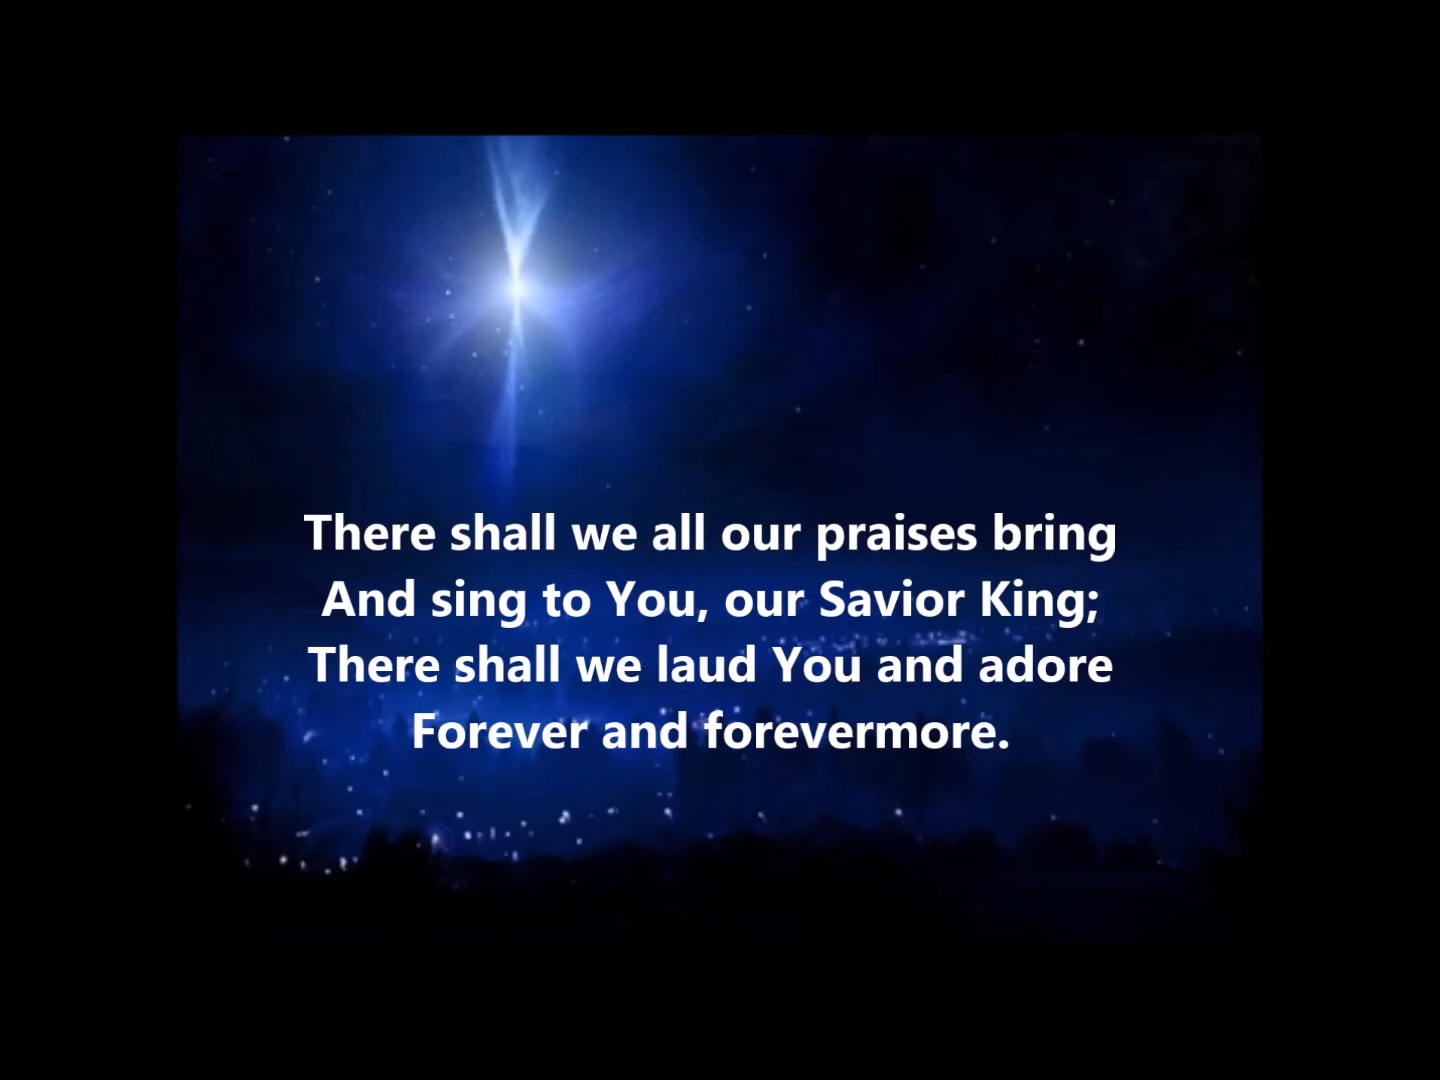 There shall we all our praises bring
And sing to You, our Savior King;
There shall we laud You and adore
Forever and forevermore.